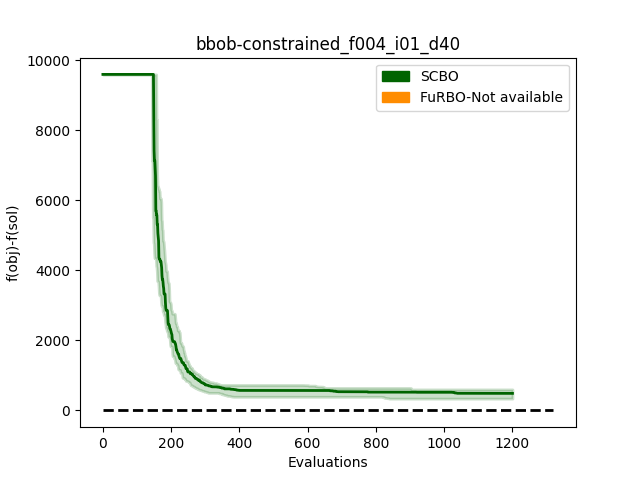 bbob-constrained_f004_i01_d40
SCBO
FuRBO-Not available
10000
8000
6000
4000
2000
0
f(obj)-f(sol)
0 200 400 600 800 1000 1200
Evaluations